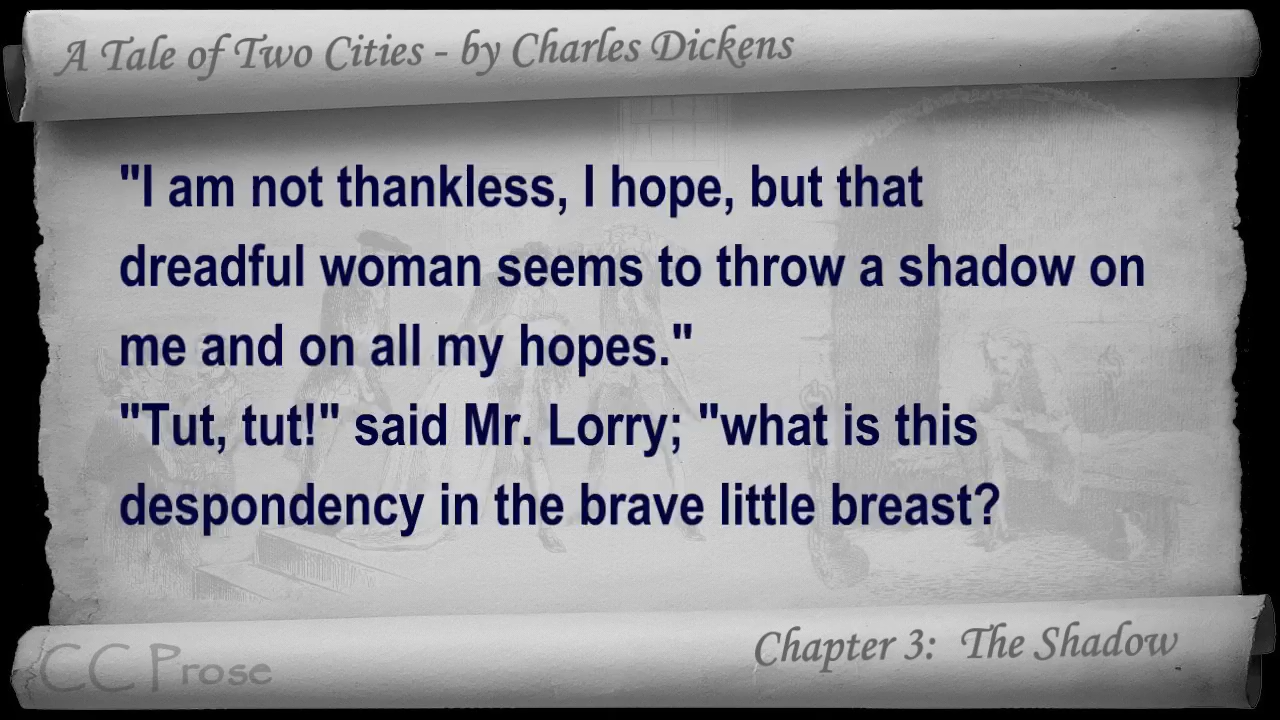 A Tale of Two Cities - by Charles Dickens
"I am not thankless, I hope, but that
dreadful woman seems to throw a shadow on
me and on all my hopes."
"Tut, tut!" said Mr. Lorry; "what is this
despondency in the brave little breast?
Chapter 3: The Shadow
CC Prose